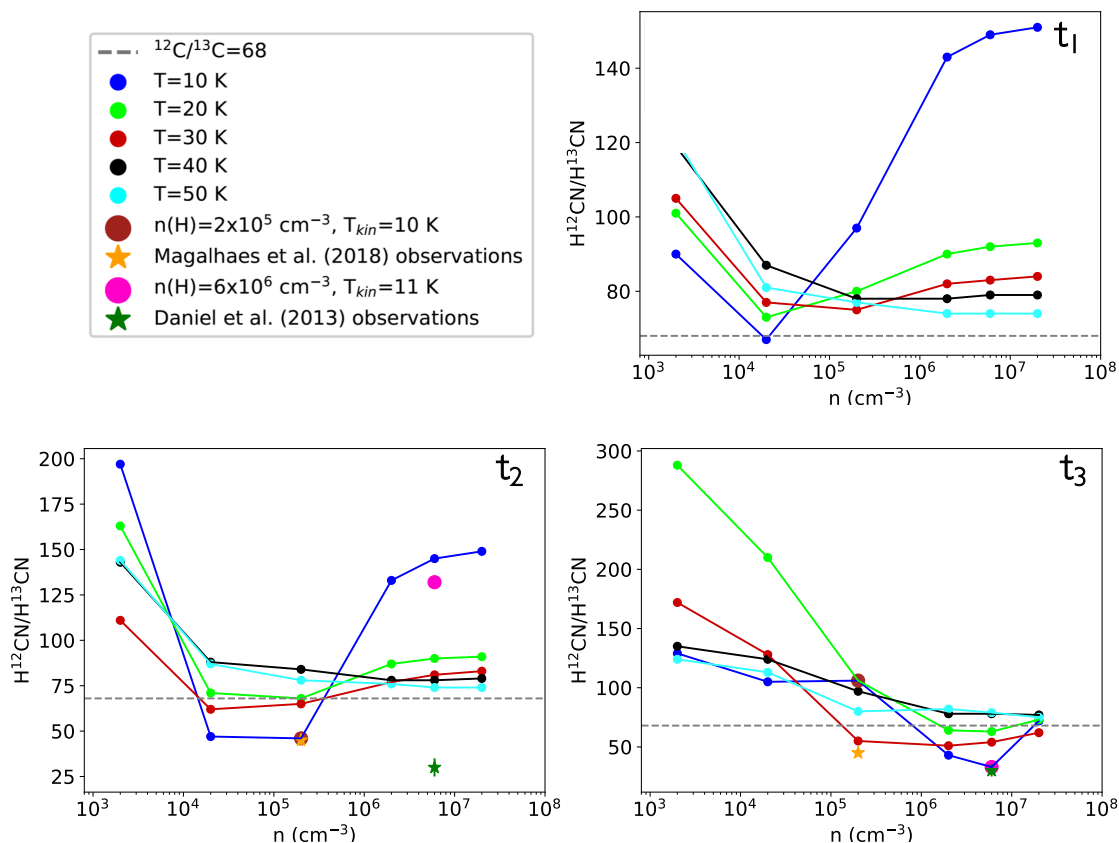 ¹²C/¹³C=68
T=10 K
T=20 K
T=30 K
T=40 K
T=50 K
n(H)=2x10⁵ cm⁻³, Tₖᵢₙ=10 K
Magalhaes et al. (2018) observations
n(H)=6x10⁶ cm⁻³, Tₖᵢₙ=11 K
Daniel et al. (2013) observations
t₁
H¹²CN/H¹³CN
140
120
100
80
10³ 10⁴ 10⁵ 10⁶ 10⁷ 10⁸
n (cm⁻³)
t₂
H¹²CN/H¹³CN
200
175
150
125
100
75
50
25
10³ 10⁴ 10⁵ 10⁶ 10⁷ 10⁸
n (cm⁻³)
t₃
H¹²CN/H¹³CN
300
250
200
150
100
50
10³ 10⁴ 10⁵ 10⁶ 10⁷ 10⁸
n (cm⁻³)